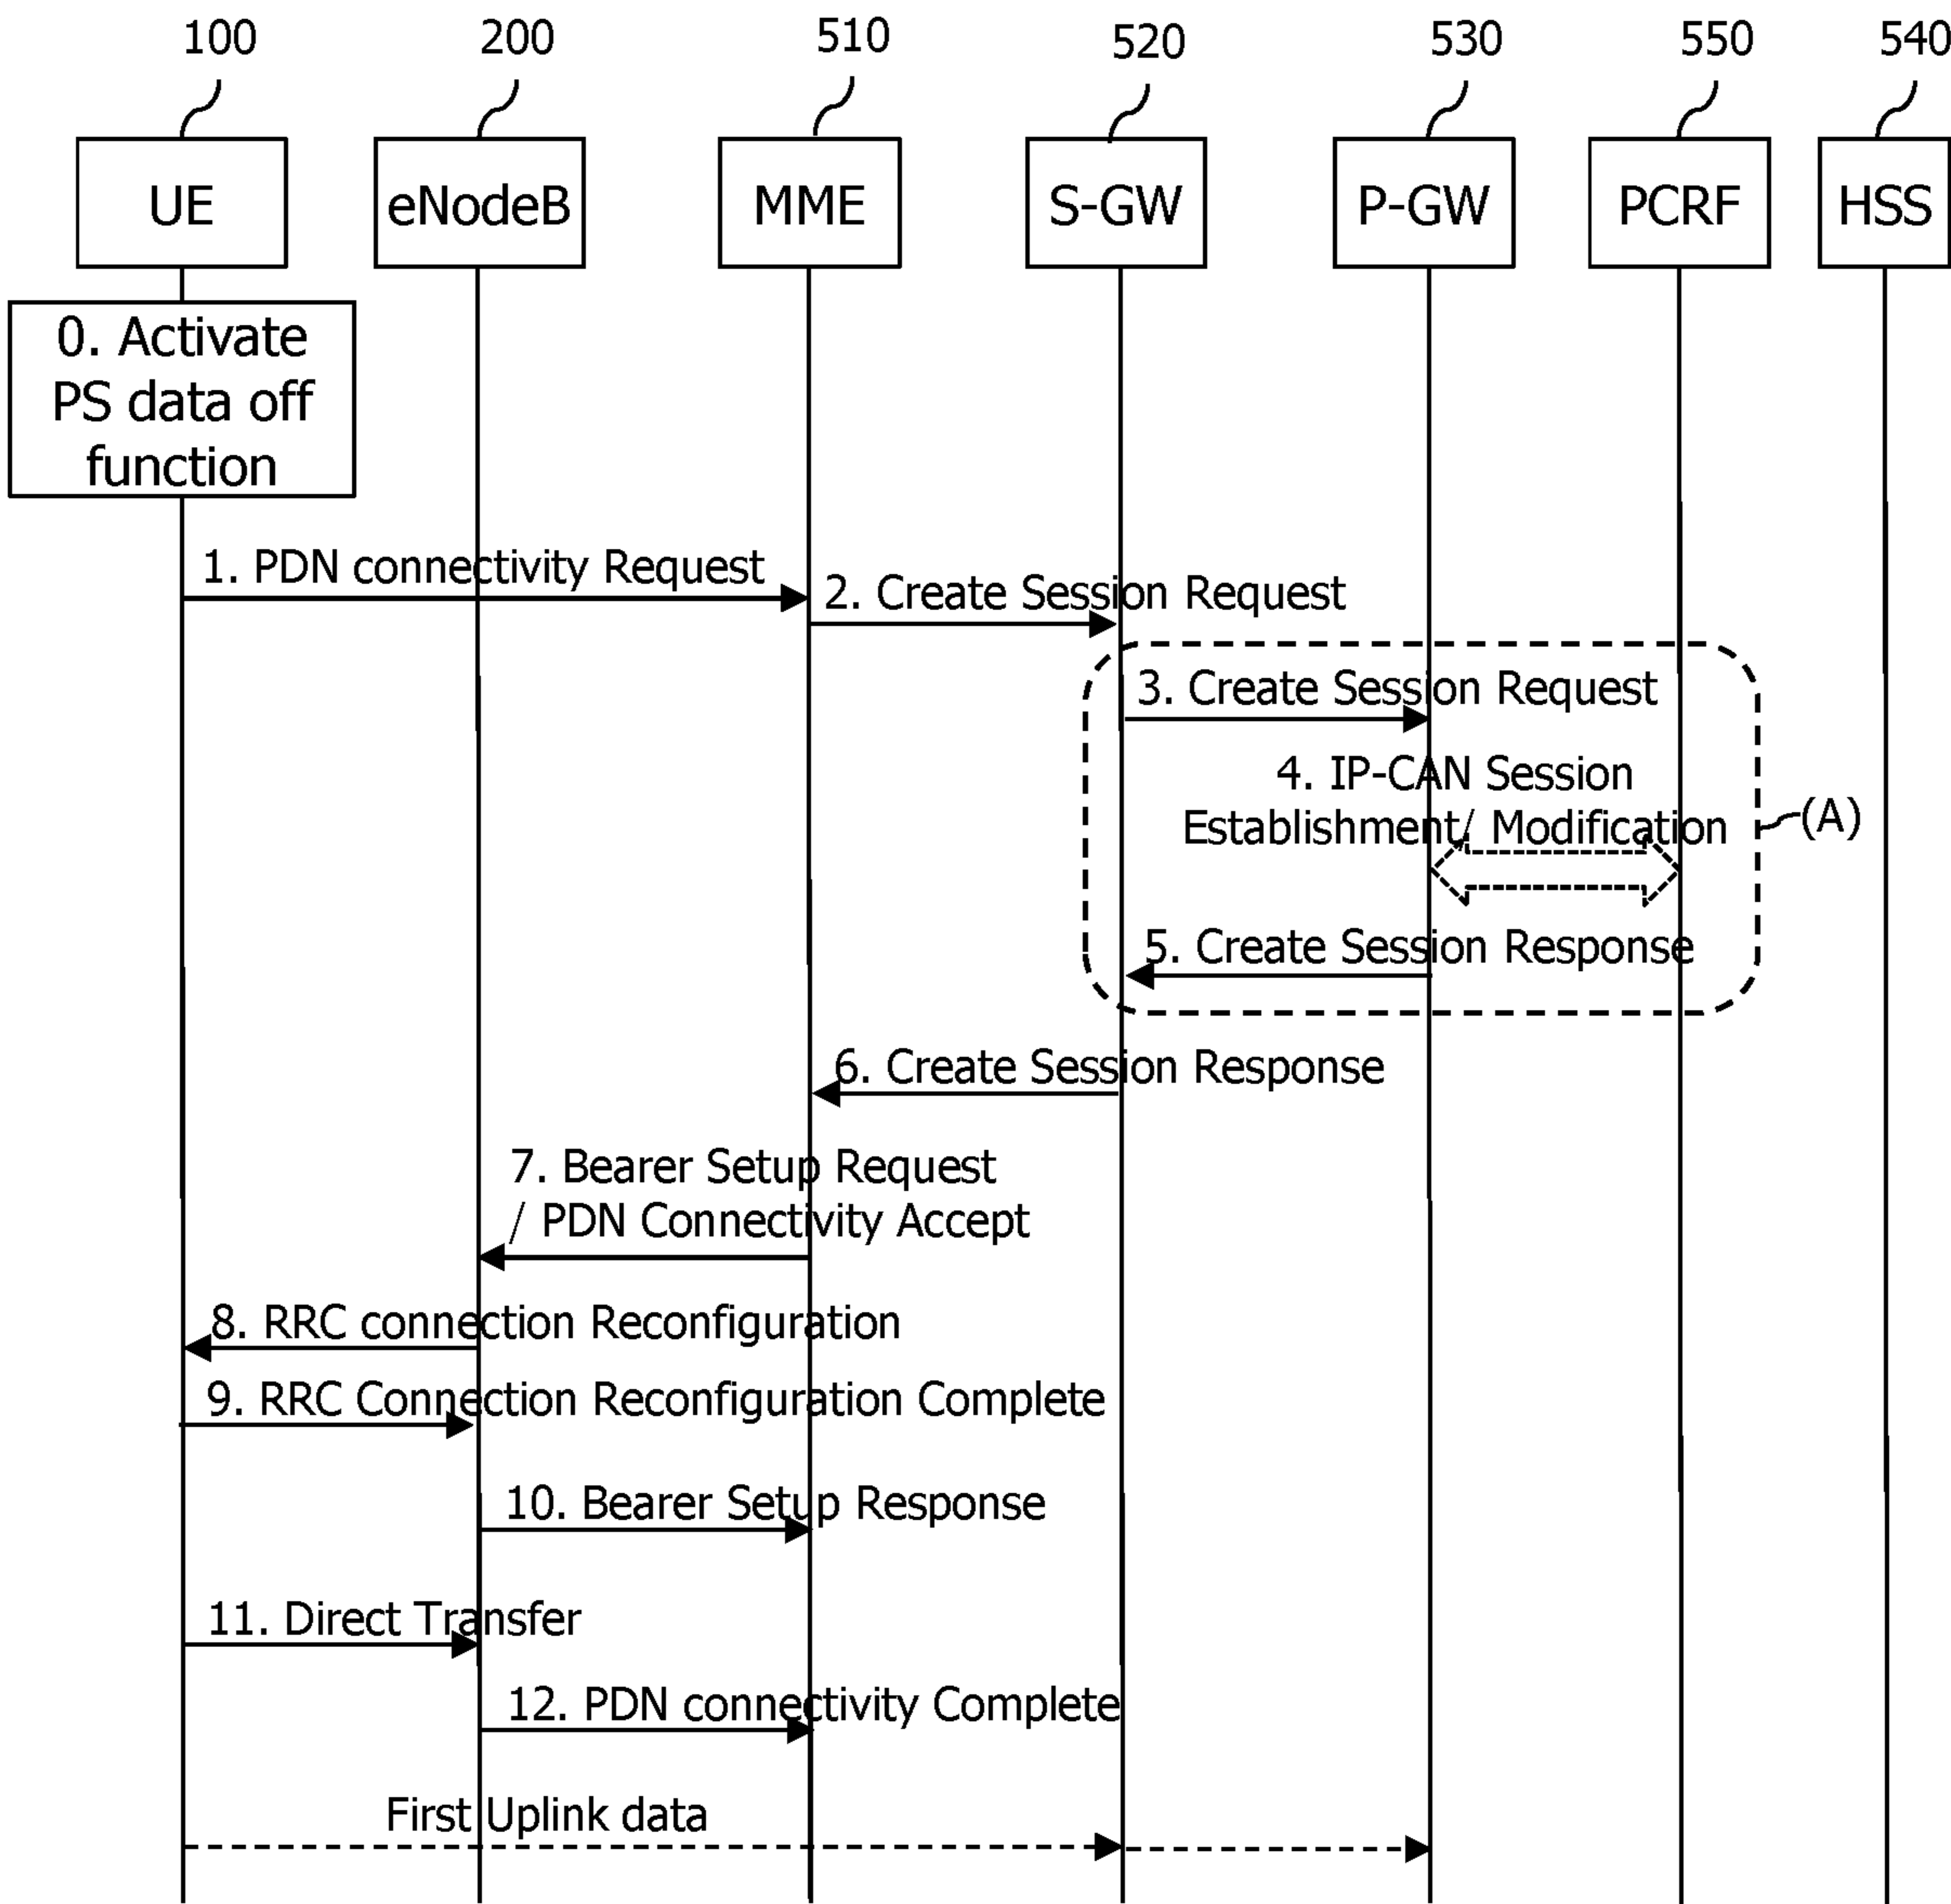 100 200 510 520 530 550 540
UE eNodeB MME S-GW P-GW PCRF HSS
0. Activate
PS data off
function
1. PDN connectivity Request
2. Create Session Request
3. Create Session Request
4. IP-CAN Session
Establishment/ Modification
(A)
5. Create Session Response
6. Create Session Response
7. Bearer Setup Request
/ PDN Connectivity Accept
8. RRC connection Reconfiguration
9. RRC Connection Reconfiguration Complete
10. Bearer Setup Response
11. Direct Transfer
12. PDN connectivity Complete
First Uplink data